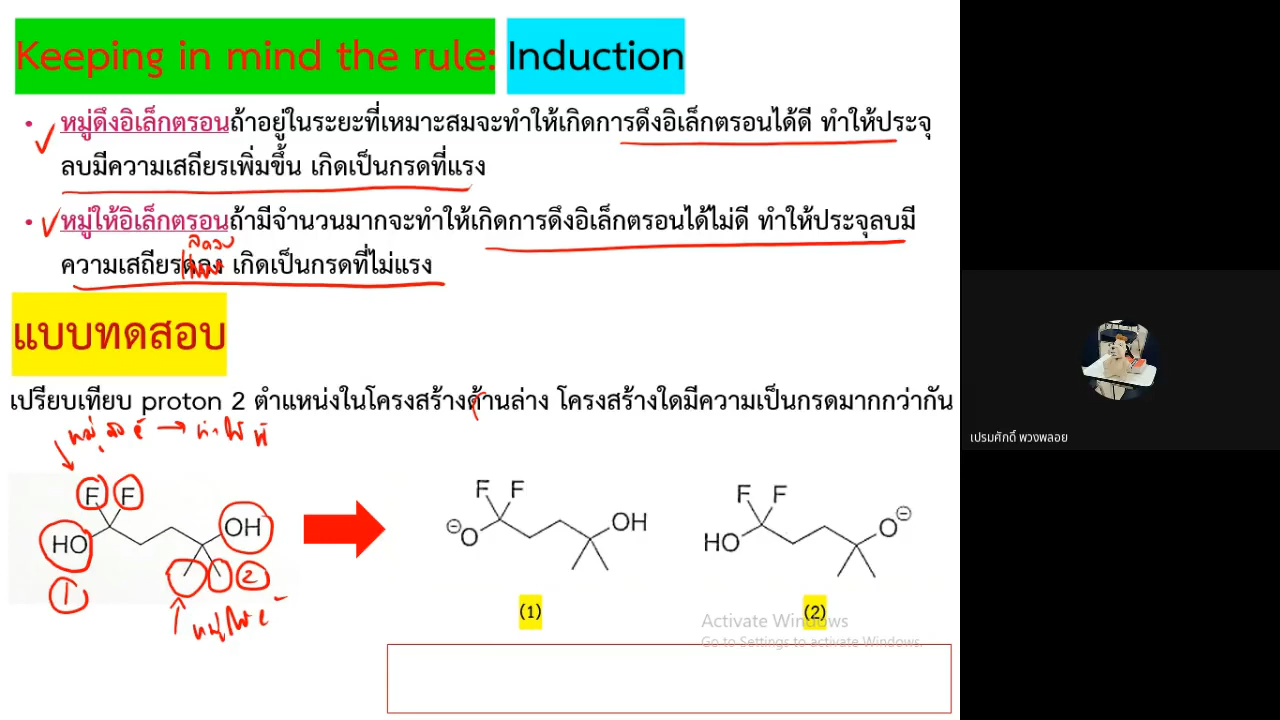 Keeping in mind the rule: Induction
• หมู่ดึงอิเล็กตรอนถ้าอยู่ในระยะที่เหมาะสมจะทำให้เกิดการดึงอิเล็กตรอนได้ดี ทำให้ประจุ
ลบมีความเสถียรเพิ่มขึ้น เกิดเป็นกรดที่แรง
• หมู่ให้อิเล็กตรอนถ้ามีจำนวนมากจะทำให้เกิดการดึงอิเล็กตรอนได้ไม่ดี ทำให้ประจุลบมี
ลดลง
ความเสถียรดลง เกิดเป็นกรดที่ไม่แรง
แบบทดสอบ
เปรียบเทียบ proton 2 ตำแหน่งในโครงสร้างด้านล่าง โครงสร้างใดมีความเป็นกรดมากกว่ากัน
F F
HO OH
1 2
หมู่ให้ e⁻
F F
⊖ O OH
(1)
F F
HO O ⊖
(2)
Activate Windows
Go to Settings to activate Windows.
เปรมศักดิ์ พวงพลอย